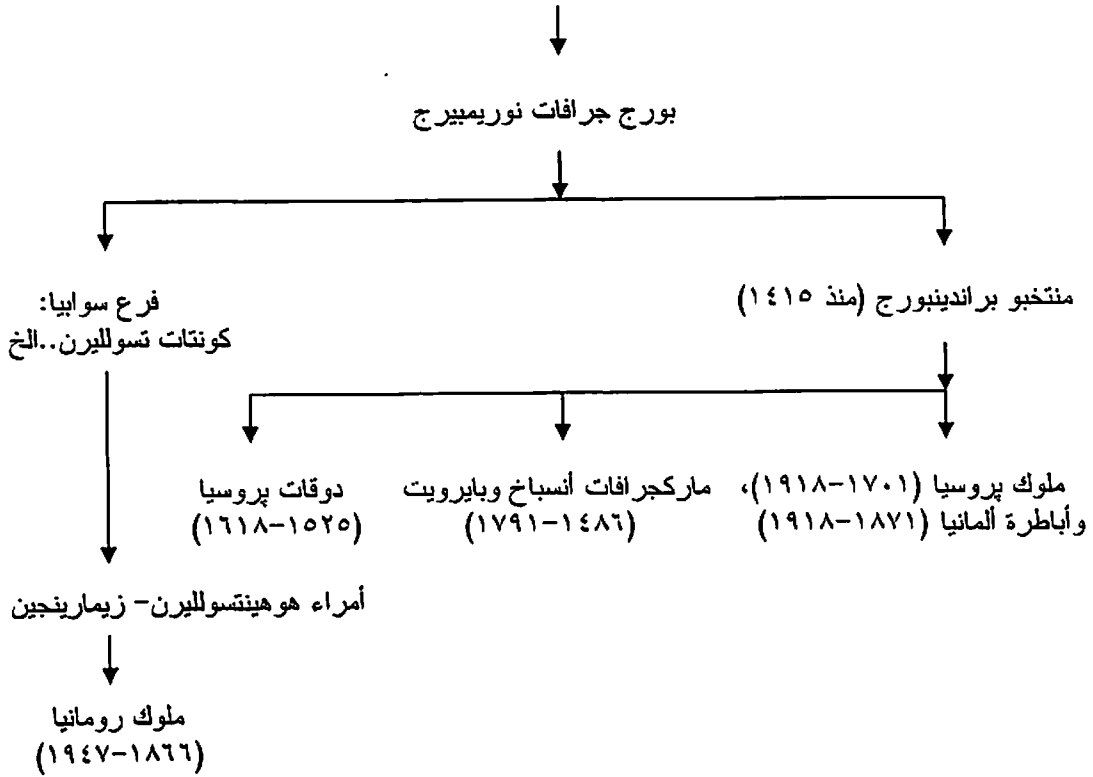 بورج جرافات نوريمبيرج
منتخبو براندينبورج (منذ ١٤١٥)
فرع سوابيا:
كونتات تسولليرن..الخ
ملوك پروسيا (١٧٠١-١٩١٨)،
وأباطرة ألمانيا (١٨٧١-١٩١٨)
ماركجرافات أنسباخ وبايرويت
(١٤٨٦-١٧٩١)
دوقات پروسيا
(١٥٢٥-١٦١٨)
أمراء هوهينتسولليرن- زيمارينجين
ملوك رومانيا
(١٨٦٦-١٩٤٧)